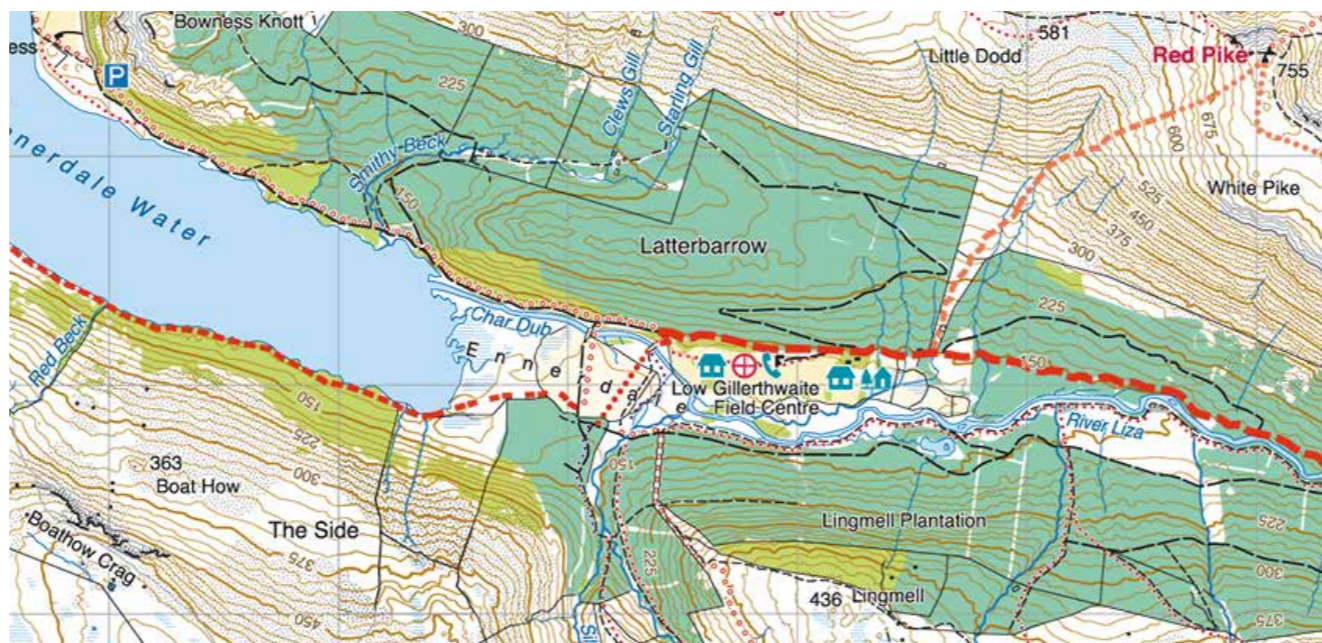 Bowness Knott
ess
P
300
225
Clews Gill
Starling Gill
Little Dodd
581
Red Pike
755
675
600
nnerdale Water
Smithy Beck
150
525
450
375
300
White Pike
Latterbarrow
225
Char Dub
Ennerdale
150
Red Beck
Low Gillerthwaite
Field Centre
River Liza
150
225
300
363
Boat How
Boathow Crag
The Side
375
450
150
225
Lingmell Plantation
436
Lingmell
225
300
375